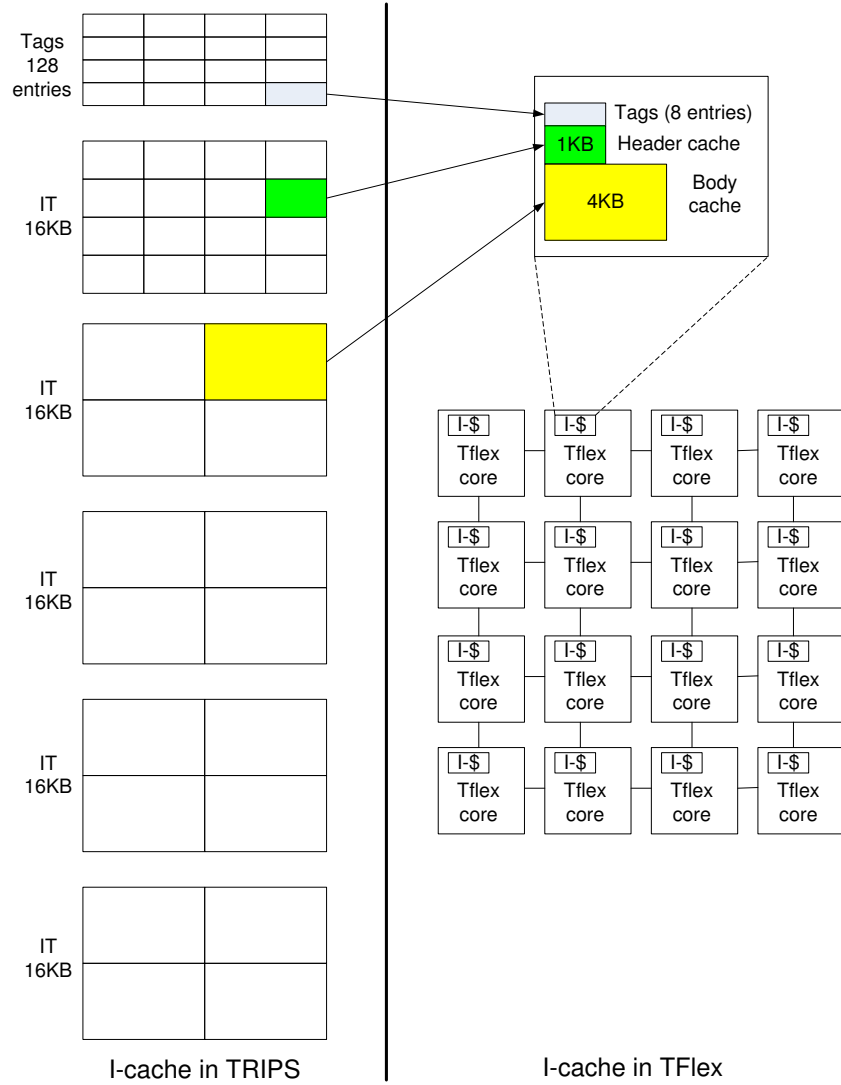 Tags
128
entries
IT
16KB
IT
16KB
IT
16KB
IT
16KB
IT
16KB
I-cache in TRIPS
Tags (8 entries)
1KB Header cache
4KB
Body
cache
I-$ I-$ I-$ I-$
Tflex Tflex Tflex Tflex
core core core core
I-$ I-$ I-$ I-$
Tflex Tflex Tflex Tflex
core core core core
I-$ I-$ I-$ I-$
Tflex Tflex Tflex Tflex
core core core core
I-$ I-$ I-$ I-$
Tflex Tflex Tflex Tflex
core core core core
I-cache in TFlex